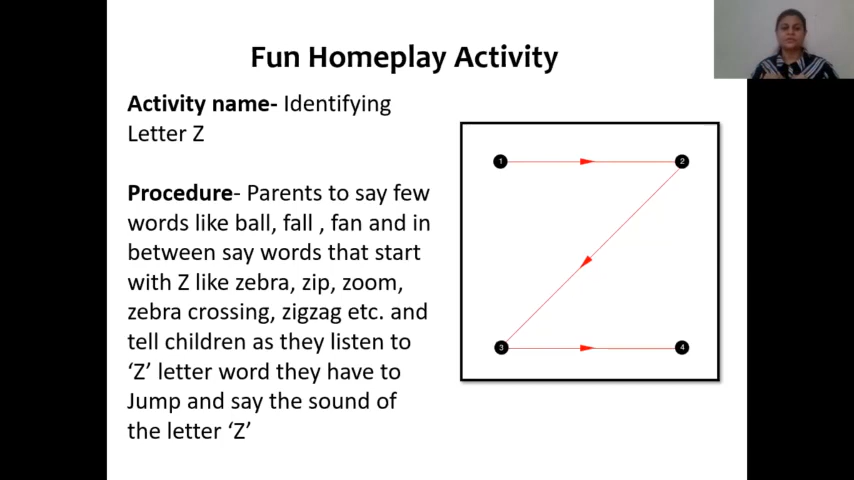 Fun Homeplay Activity
Activity name- Identifying
Letter Z
Procedure- Parents to say few
words like ball, fall , fan and in
between say words that start
with Z like zebra, zip, zoom,
zebra crossing, zigzag etc. and
tell children as they listen to
‘Z’ letter word they have to
Jump and say the sound of
the letter ‘Z’
1
2
3
4